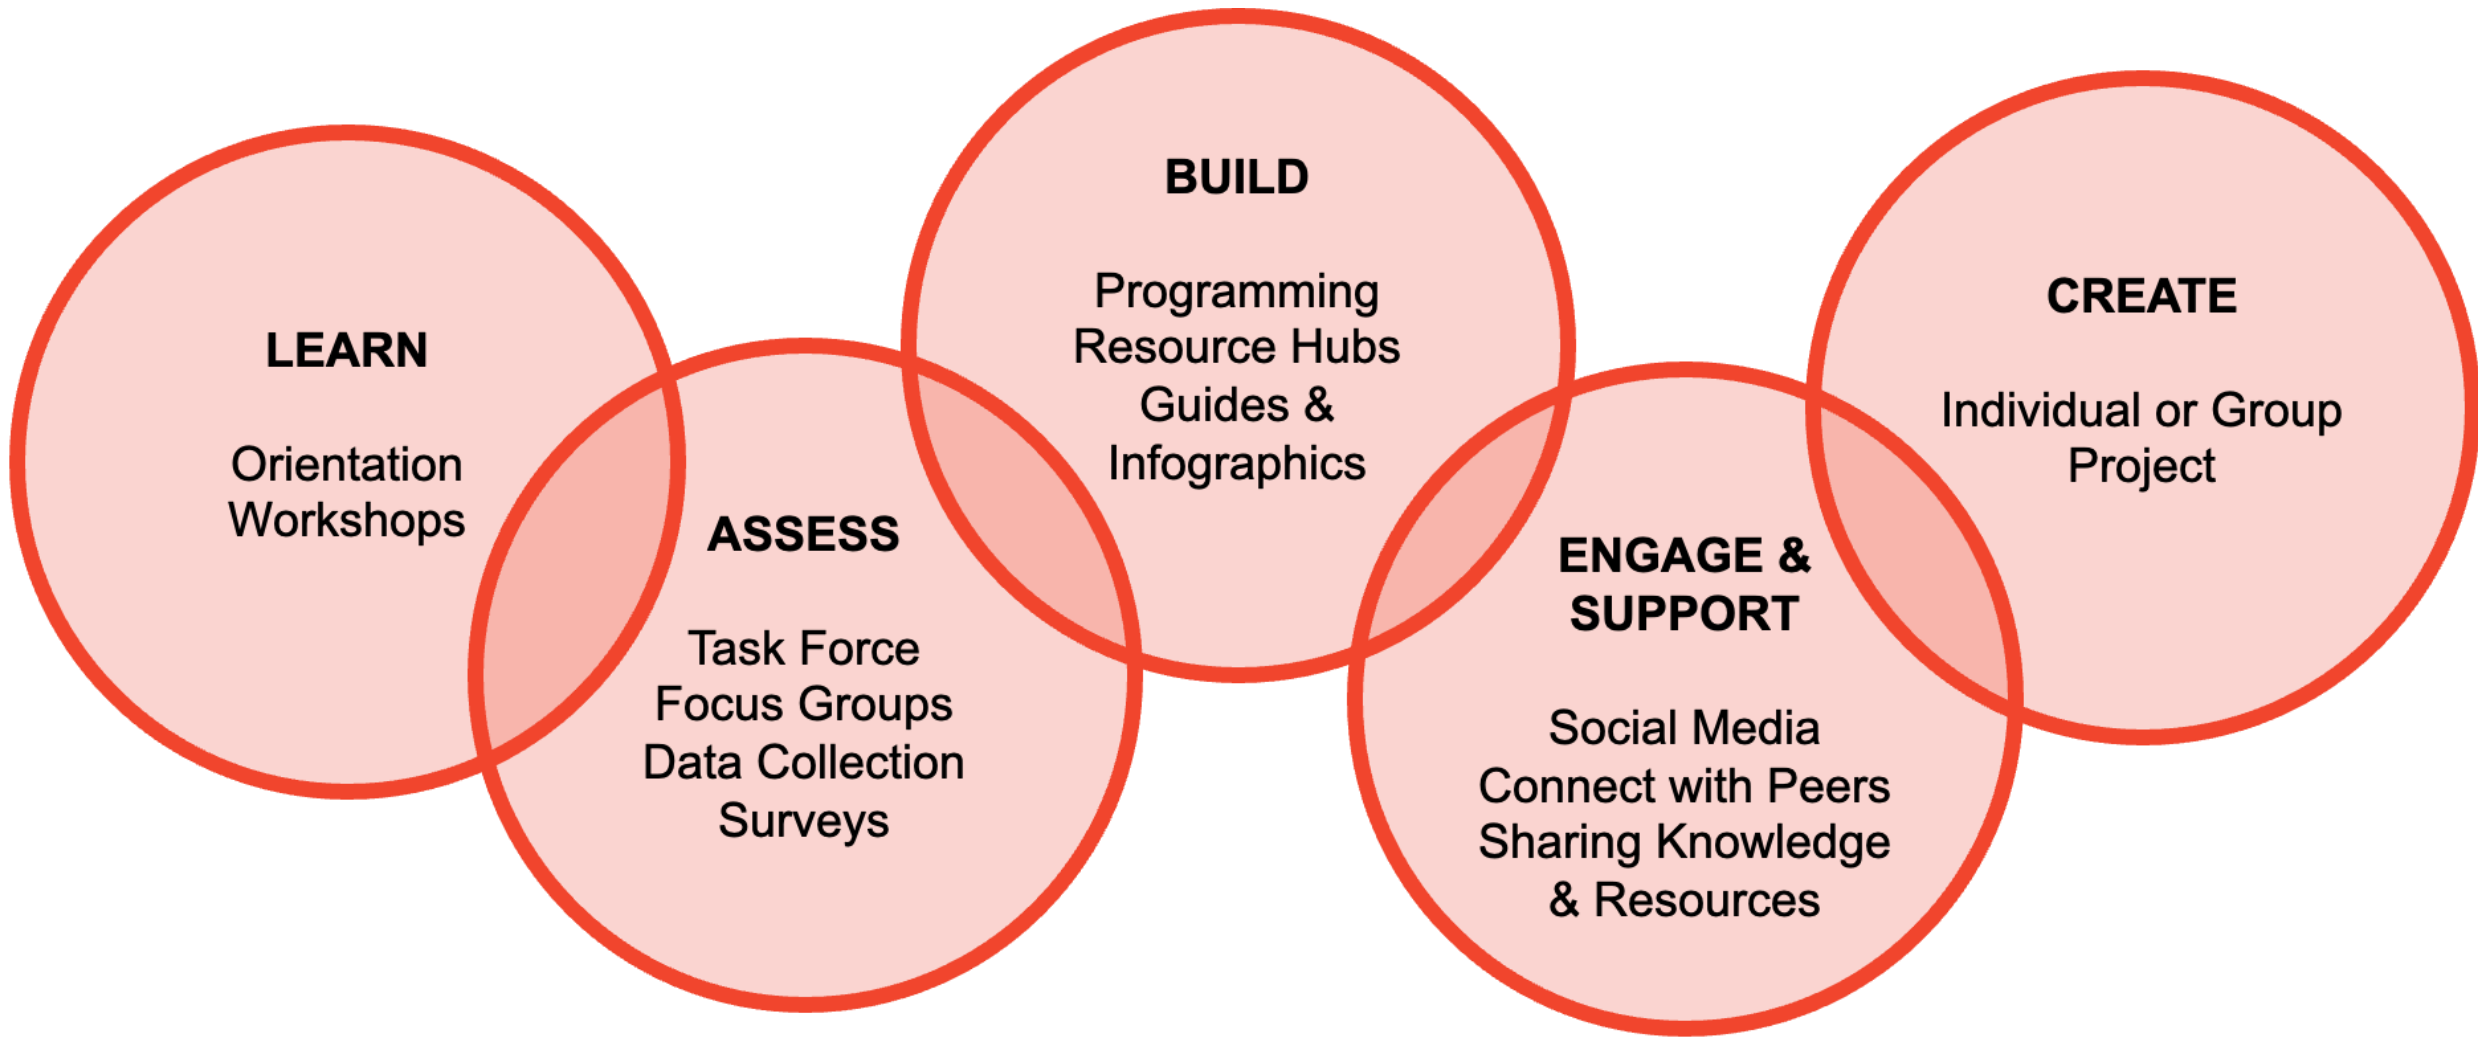 LEARN
Orientation
Workshops
ASSESS
Task Force
Focus Groups
Data Collection
Surveys
BUILD
Programming
Resource Hubs
Guides &
Infographics
ENGAGE &
SUPPORT
Social Media
Connect with Peers
Sharing Knowledge
& Resources
CREATE
Individual or Group
Project